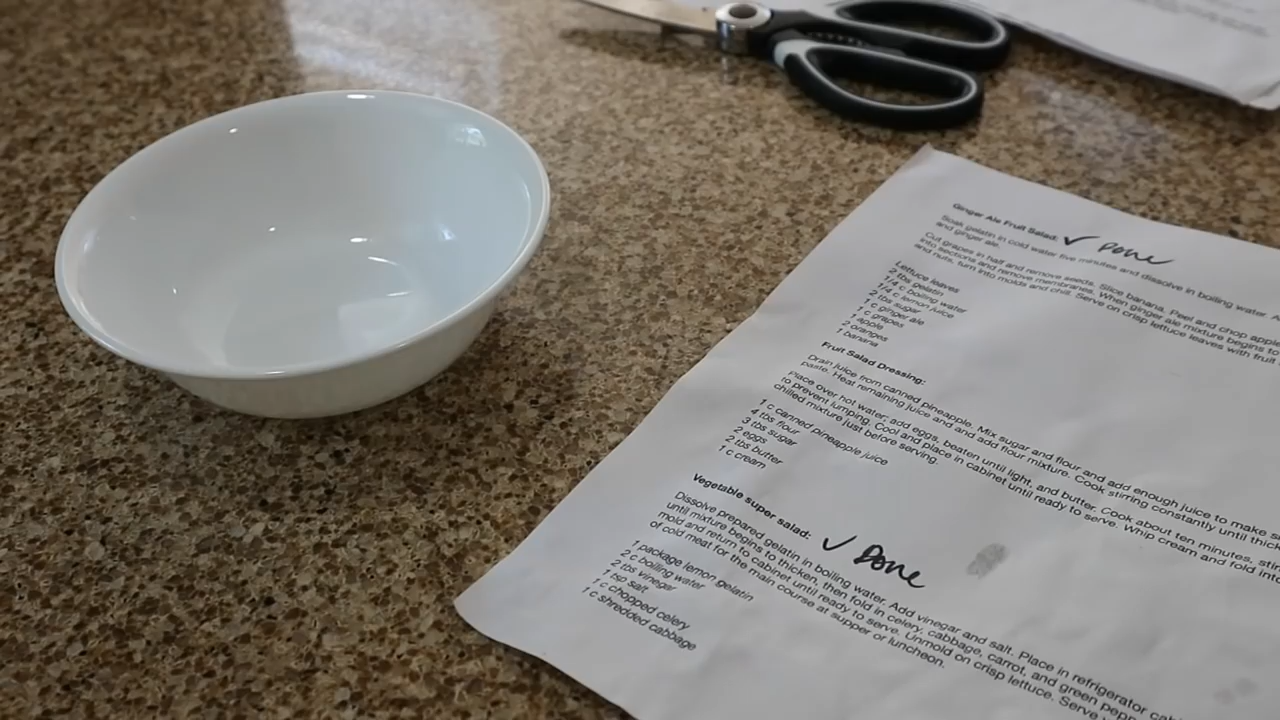 Ginger Ale Fruit Salad: ✓ Done
Soak gelatin in cold water five minutes and dissolve in boiling water.
and ginger ale.
Cut grapes in half and remove seeds. Slice banana. Peel and chop apple
into sections and remove membranes. When ginger ale mixture begins to
and nuts, turn into molds and chill. Serve on crisp lettuce leaves with fruit
Lettuce leaves
2 tbs gelatin
1/4 c boiling water
1/4 c lemon juice
2 tbs sugar
1 c ginger ale
1 c grapes
1 apple
2 oranges
1 banana
Fruit Salad Dressing:
Drain juice from canned pineapple. Mix sugar and flour and add enough juice to make
paste. Heat remaining juice and and add flour mixture. Cook stirring constantly until thick
Place over hot water; add eggs, beaten until light, and butter. Cook about ten minutes,
to prevent lumping. Cool and place in cabinet until ready to serve. Whip cream and fold into
chilled mixture just before serving.
1 c canned pineapple juice
4 tbs flour
3 tbs sugar
2 eggs
2 tbs butter
1 c cream
Vegetable super salad: ✓ Done
Dissolve prepared gelatin in boiling water. Add vinegar and salt. Place in refrigerator
until mixture begins to thicken, then fold in celery, cabbage, carrot, and green
mold and return to cabinet until ready to serve. Unmold on crisp lettuce. Serve
of cold meat for the main course at supper or luncheon.
1 package lemon gelatin
2 c boiling water
2 tbs vinegar
1 tsp salt
1 c chopped celery
1 c shredded cabbage